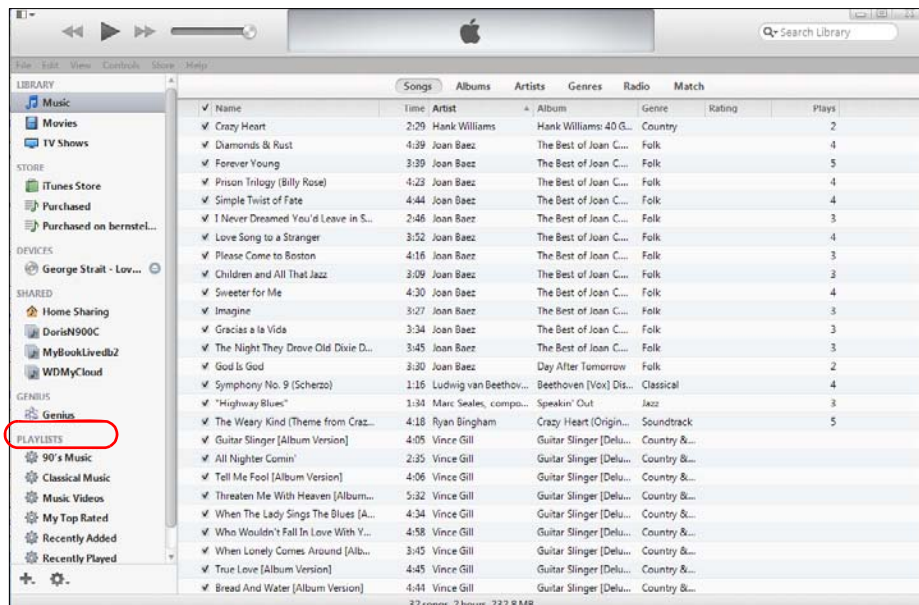 Search Library
File Edit View Controls Store Help
LIBRARY
Music
Movies
TV Shows
STORE
iTunes Store
Purchased
Purchased on bernstei...
DEVICES
George Strait - Lov...
SHARED
Home Sharing
DorisN900C
MyBookLivedb2
WDMyCloud
GENIUS
Genius
PLAYLISTS
90's Music
Classical Music
Music Videos
My Top Rated
Recently Added
Recently Played
Songs Albums Artists Genres Radio Match
Name Time Artist Album Genre Rating Plays
Crazy Heart 2:29 Hank Williams Hank Williams: 40 G... Country 2
Diamonds & Rust 4:39 Joan Baez The Best of Joan C... Folk 4
Forever Young 3:39 Joan Baez The Best of Joan C... Folk 5
Prison Trilogy (Billy Rose) 4:23 Joan Baez The Best of Joan C... Folk 4
Simple Twist of Fate 4:44 Joan Baez The Best of Joan C... Folk 4
I Never Dreamed You'd Leave in S... 2:46 Joan Baez The Best of Joan C... Folk 3
Love Song to a Stranger 3:52 Joan Baez The Best of Joan C... Folk 4
Please Come to Boston 4:16 Joan Baez The Best of Joan C... Folk 3
Children and All That Jazz 3:09 Joan Baez The Best of Joan C... Folk 3
Sweeter for Me 4:30 Joan Baez The Best of Joan C... Folk 4
Imagine 3:27 Joan Baez The Best of Joan C... Folk 3
Gracias a la Vida 3:34 Joan Baez The Best of Joan C... Folk 3
The Night They Drove Old Dixie D... 3:45 Joan Baez The Best of Joan C... Folk 3
God Is God 3:30 Joan Baez Day After Tomorrow Folk 2
Symphony No. 9 (Scherzo) 1:16 Ludwig van Beethov... Beethoven [Vox] Dis... Classical 4
"Highway Blues" 1:34 Marc Seales, compo... Speakin' Out Jazz 3
The Weary Kind (Theme from Craz... 4:18 Ryan Bingham Crazy Heart (Origin... Soundtrack 5
Guitar Slinger [Album Version] 4:05 Vince Gill Guitar Slinger [Delu... Country &...
All Nighter Comin' 2:35 Vince Gill Guitar Slinger [Delu... Country &...
Tell Me Fool [Album Version] 4:06 Vince Gill Guitar Slinger [Delu... Country &...
Threaten Me With Heaven [Album... 5:32 Vince Gill Guitar Slinger [Delu... Country &...
When The Lady Sings The Blues [A... 4:34 Vince Gill Guitar Slinger [Delu... Country &...
Who Wouldn't Fall In Love With Y... 4:58 Vince Gill Guitar Slinger [Delu... Country &...
When Lonely Comes Around [Alb... 3:45 Vince Gill Guitar Slinger [Delu... Country &...
True Love [Album Version] 4:45 Vince Gill Guitar Slinger [Delu... Country &...
Bread And Water [Album Version] 4:44 Vince Gill Guitar Slinger [Delu... Country &...
32 songs, 2 hours, 232.8 MB